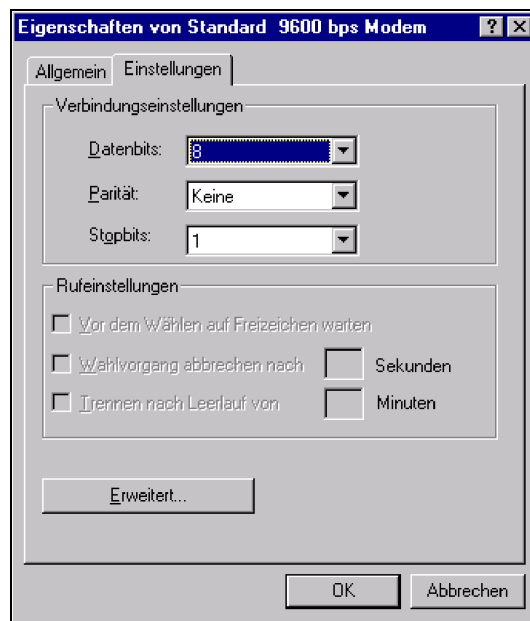 Eigenschaften von Standard 9600 bps Modem
Allgemein Einstellungen
Verbindungseinstellungen
Datenbits: 8
Parität: Keine
Stopbits: 1
Rufeinstellungen
Vor dem Wählen auf Freizeichen warten
Wahlvorgang abbrechen nach Sekunden
Trennen nach Leerlauf von Minuten
Erweitert...
OK Abbrechen